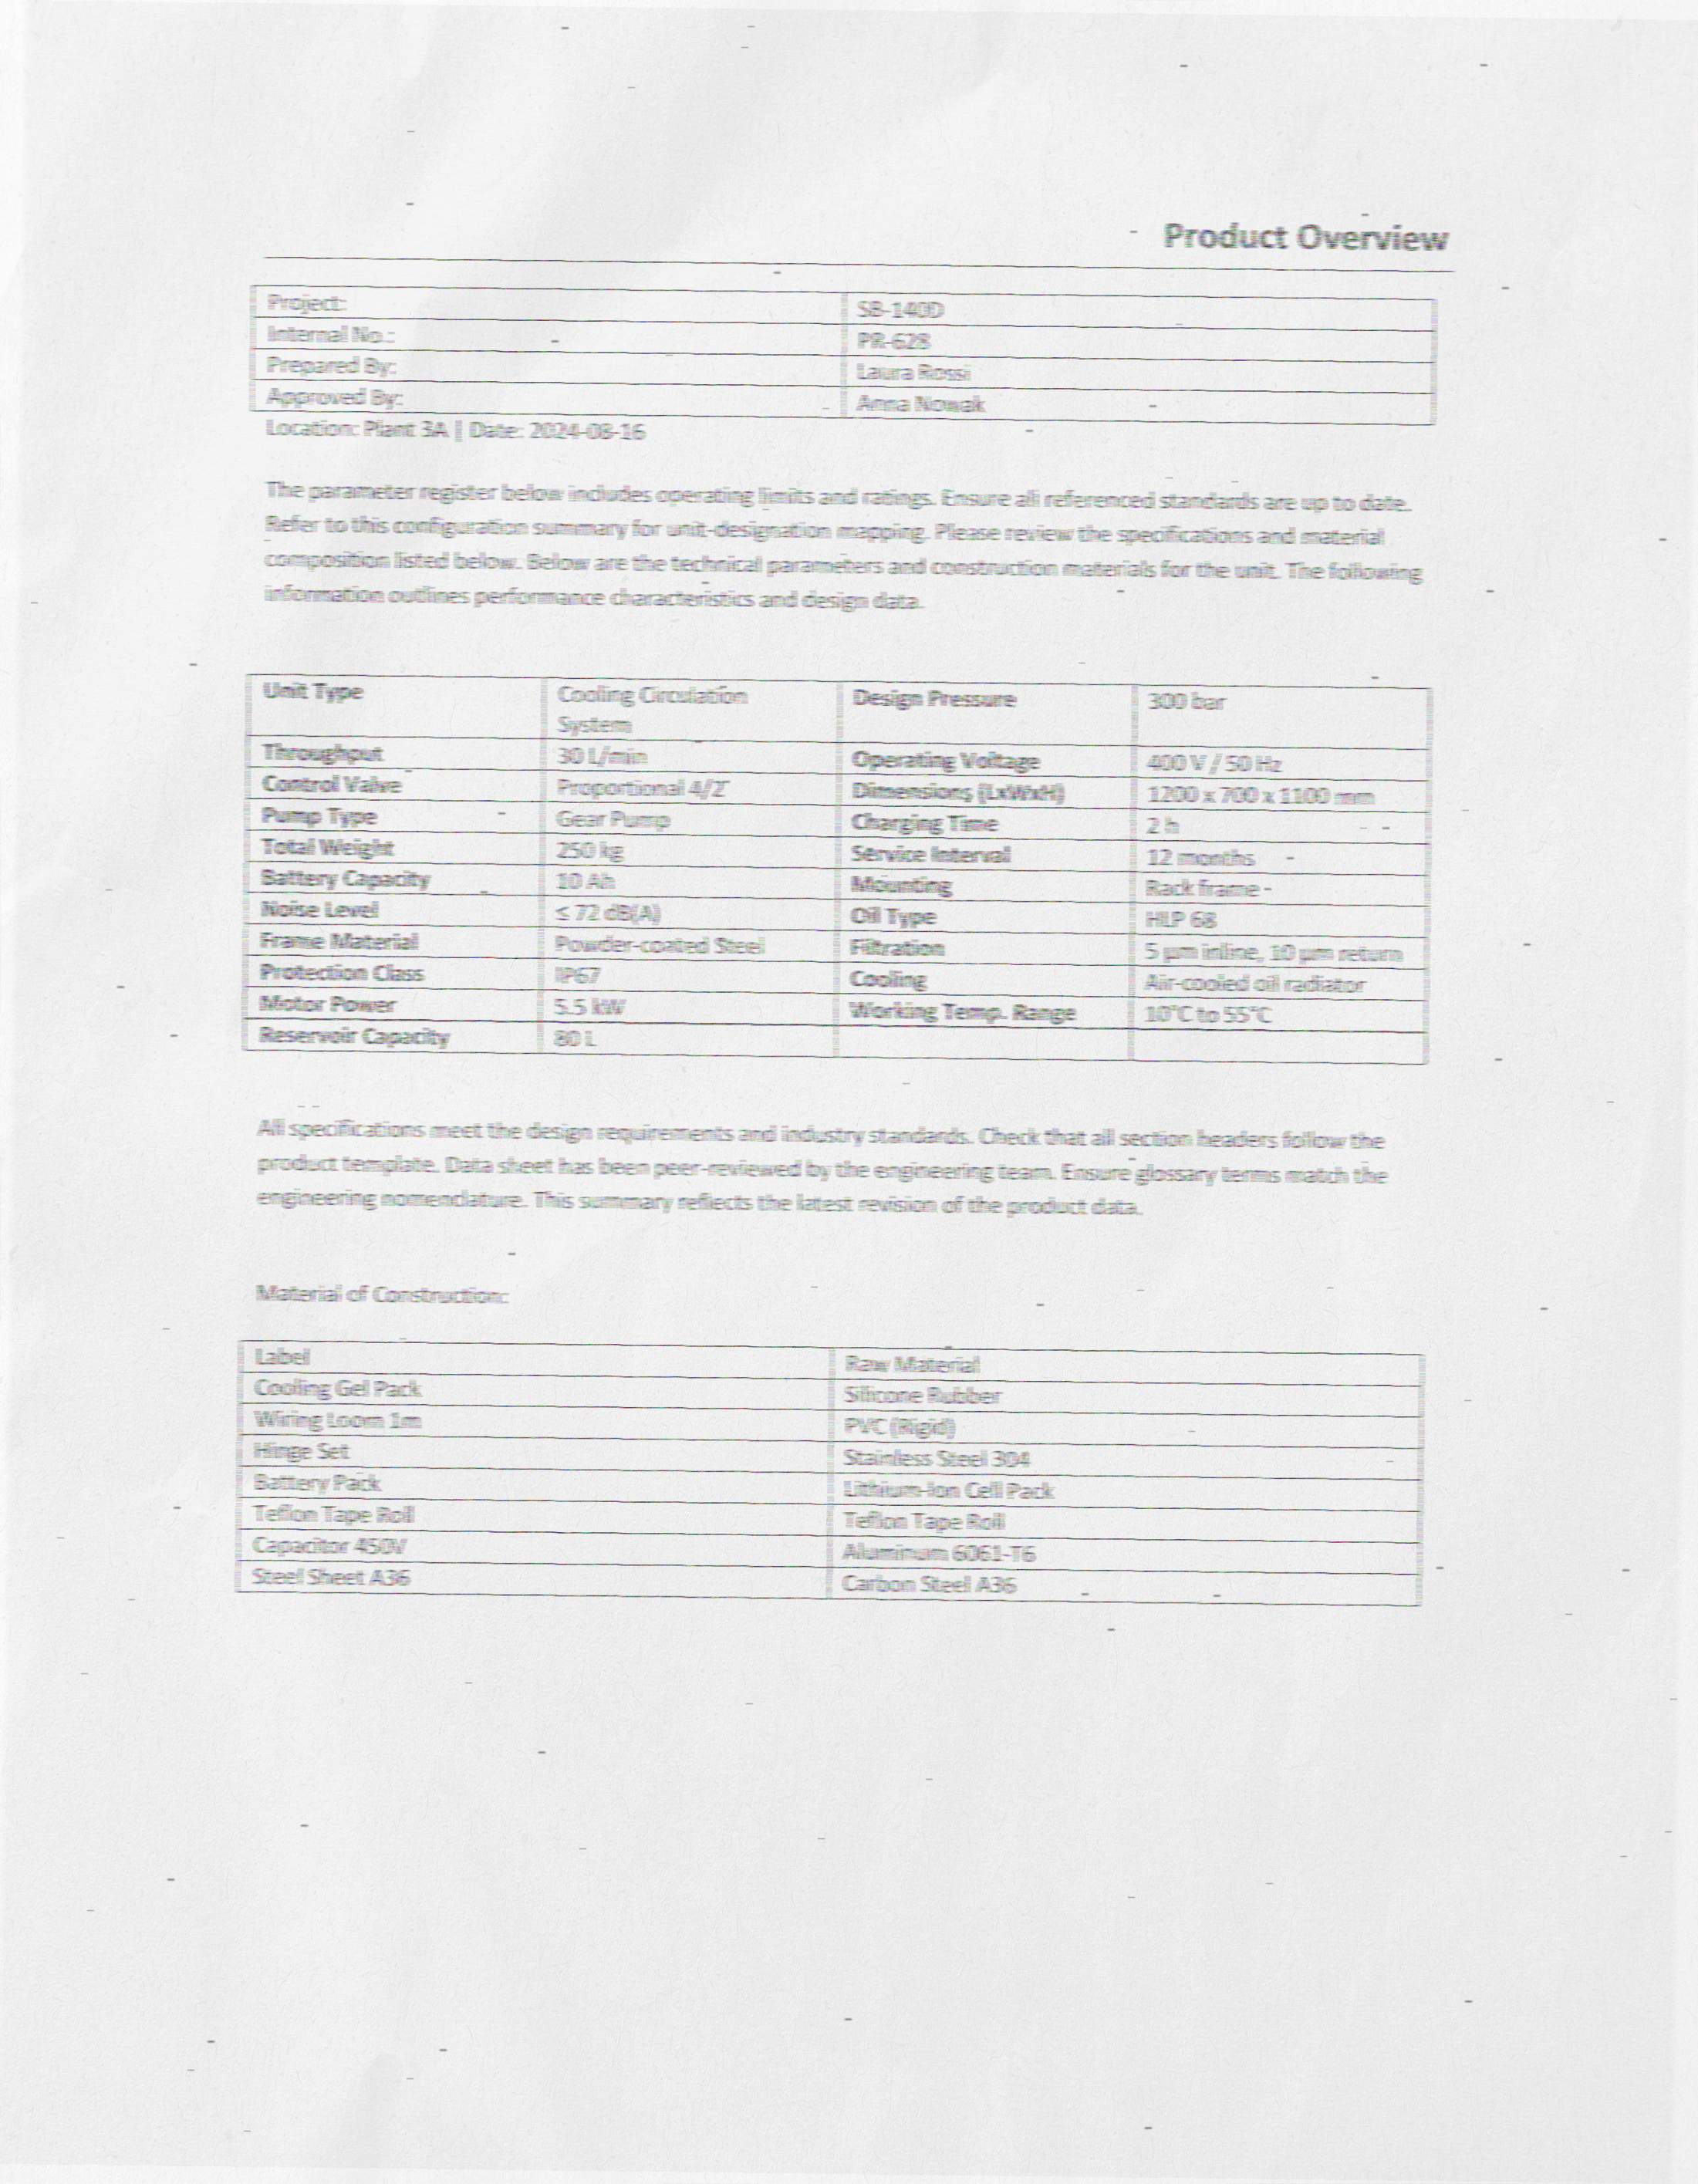 Product Overview
Project: SB-140D
Internal No.: PR-628
Prepared By: Laura Rossi
Approved By: Anna Nowak
Location: Plant 3A | Date: 2024-08-16
The parameter register below includes operating limits and ratings. Ensure all referenced standards are up to date.
Refer to this configuration summary for unit-designation mapping. Please review the specifications and material
composition listed below. Below are the technical parameters and construction materials for the unit. The following
information outlines performance characteristics and design data.
Unit Type Cooling Circulation Design Pressure 300 bar
System
Throughput 30 L/min Operating Voltage 400 V / 50 Hz
Control Valve Proportional 4/2 Dimensions (LxWxH) 1200 x 700 x 1100 mm
Pump Type Gear Pump Charging Time 2 h
Total Weight 250 kg Service Interval 12 months
Battery Capacity 10 Ah Mounting Rack frame
Noise Level ≤ 72 dB(A) Oil Type HLP 68
Frame Material Powder-coated Steel Filtration 5 µm inline, 10 µm return
Protection Class IP67 Cooling Air-cooled oil radiator
Motor Power 5.5 kW Working Temp. Range 10°C to 55°C
Reservoir Capacity 80 L
All specifications meet the design requirements and industry standards. Check that all section headers follow the
product template. Data sheet has been peer-reviewed by the engineering team. Ensure glossary terms match the
engineering nomenclature. This summary reflects the latest revision of the product data.
Material of Construction:
Label Raw Material
Cooling Gel Pack Silicone Rubber
Wiring Loom 1m PVC (Rigid)
Hinge Set Stainless Steel 304
Battery Pack Lithium-Ion Cell Pack
Teflon Tape Roll Teflon Tape Roll
Capacitor 450V Aluminum 6061-T6
Steel Sheet A36 Carbon Steel A36